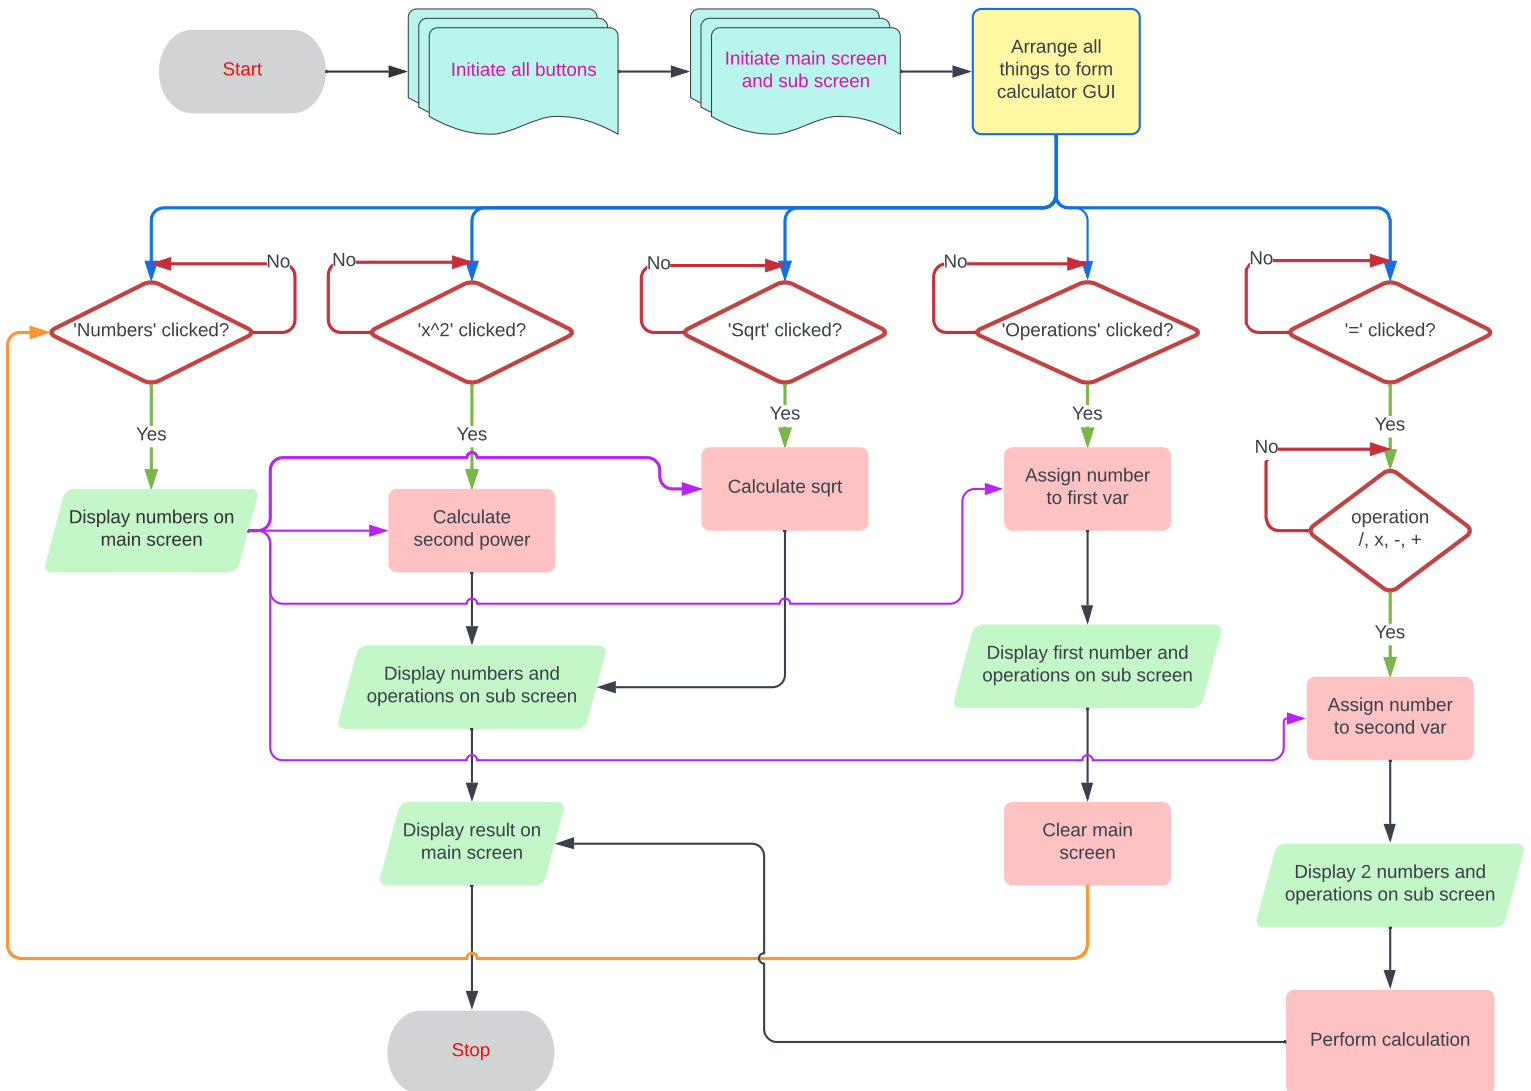 Start
Initiate all buttons
Initiate main screen
and sub screen
Arrange all
things to form
calculator GUI
No
No
No
No
No
'Numbers' clicked?
'x^2' clicked?
'Sqrt' clicked?
'Operations' clicked?
'=' clicked?
Yes
Yes
Yes
Yes
Yes
No
Display numbers on
main screen
Calculate
second power
Calculate sqrt
Assign number
to first var
operation
/, x, -, +
Yes
Display numbers and
operations on sub screen
Display first number and
operations on sub screen
Assign number
to second var
Display result on
main screen
Clear main
screen
Display 2 numbers and
operations on sub screen
Stop
Perform calculation